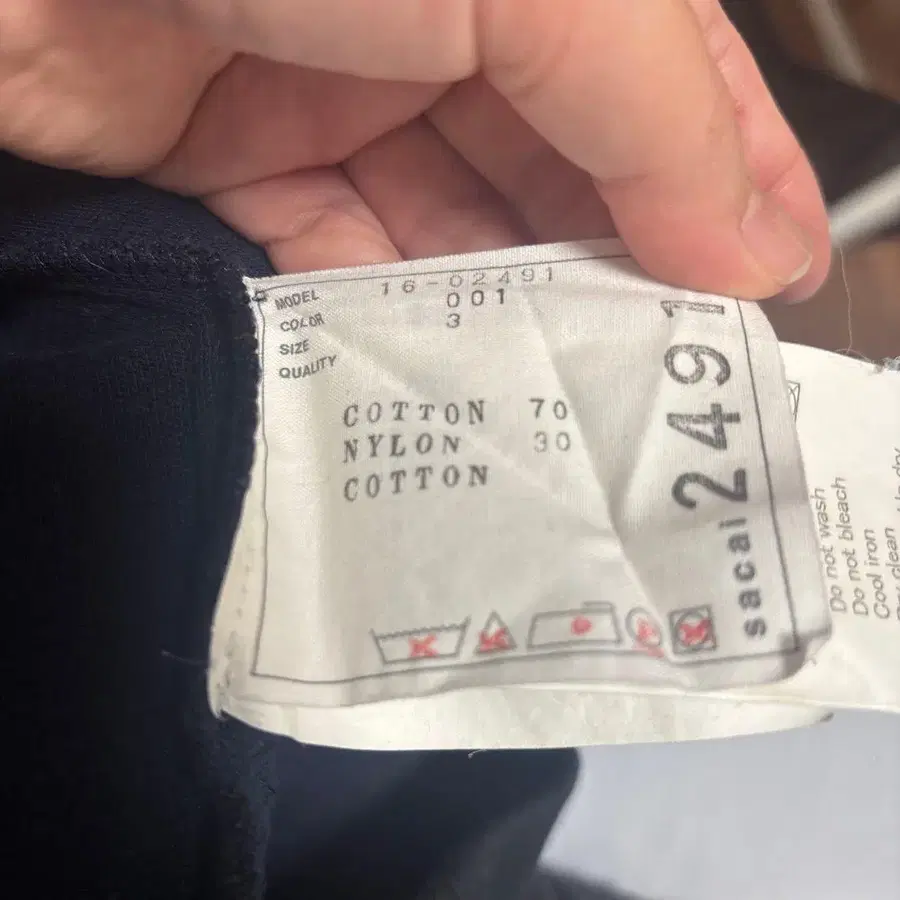 MODEL 16-02491
COLOR 001
SIZE 3
QUALITY
COTTON 70
NYLON 30
COTTON
sacai 2491
Do not wash
Do not bleach
Cool iron